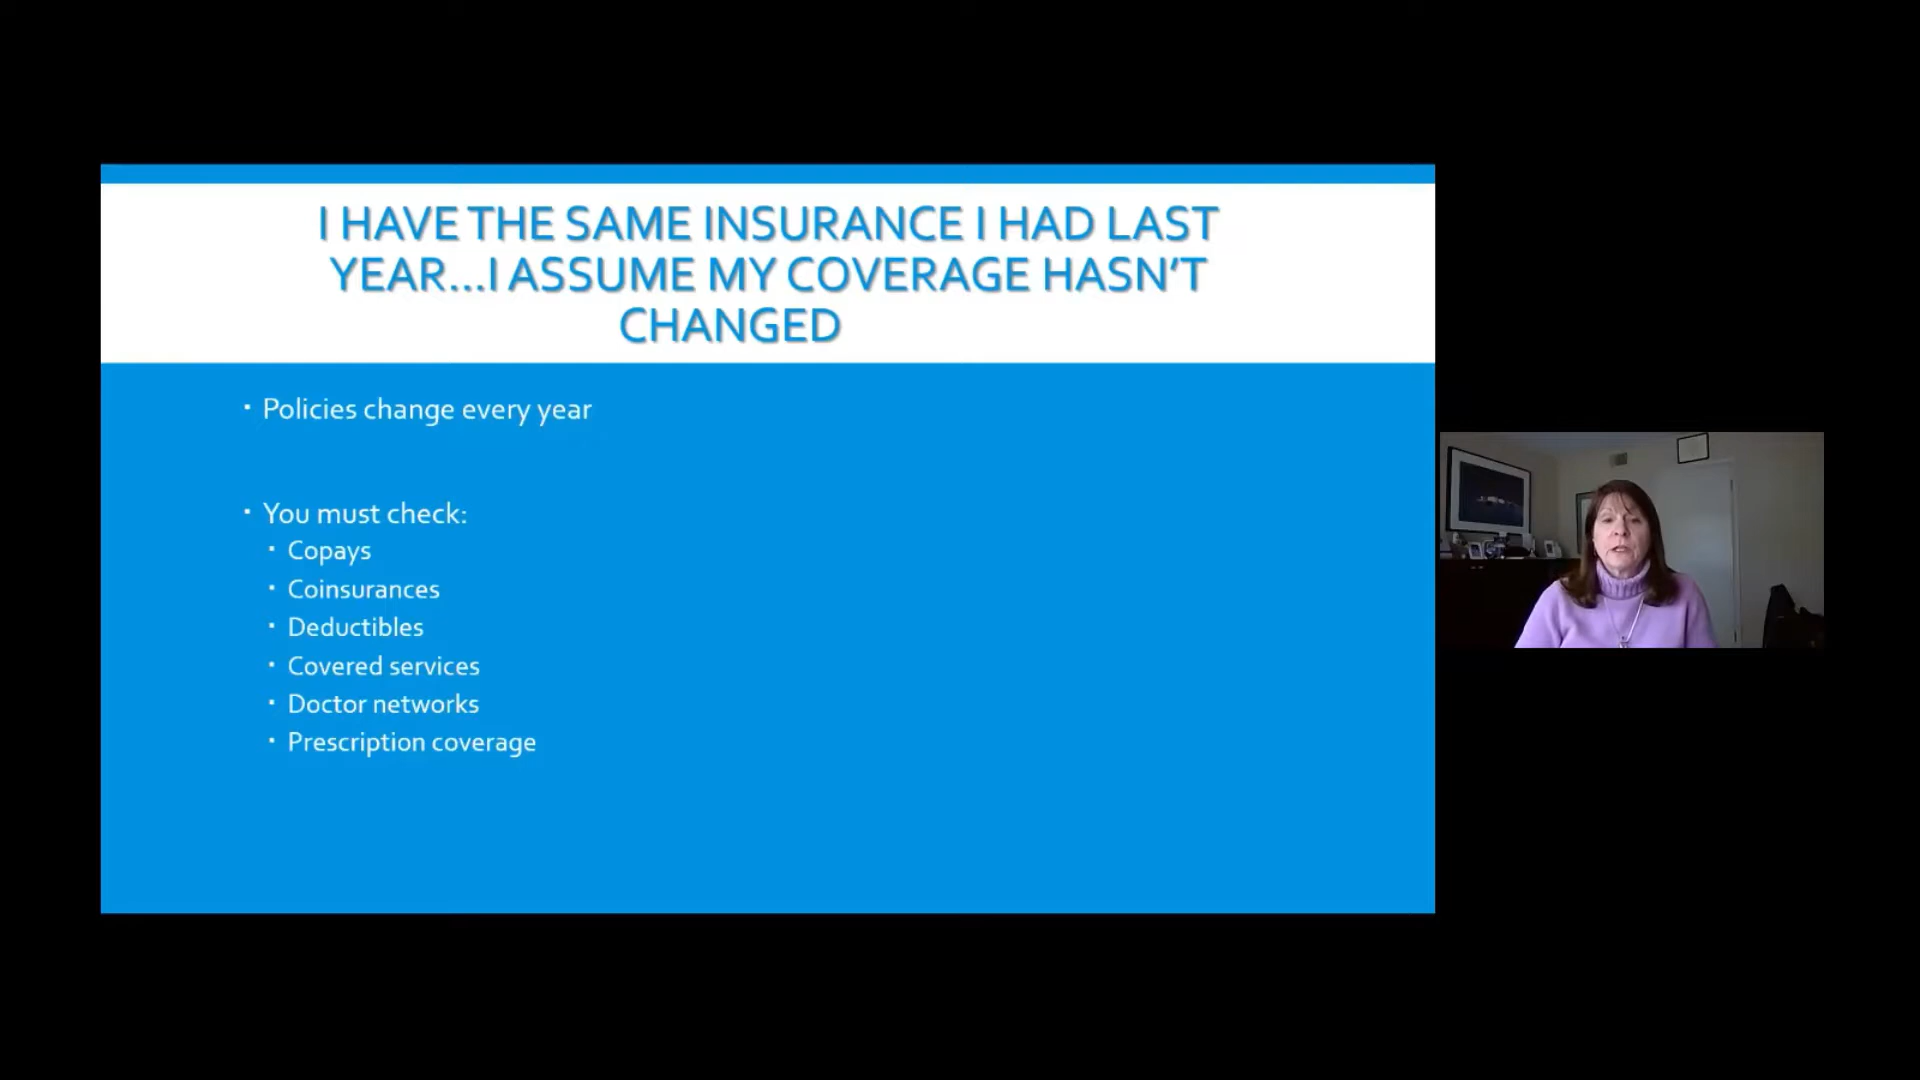 I HAVE THE SAME INSURANCE I HAD LAST
YEAR...I ASSUME MY COVERAGE HASN'T
CHANGED
▪ Policies change every year
▪ You must check:
▪ Copays
▪ Coinsurances
▪ Deductibles
▪ Covered services
▪ Doctor networks
▪ Prescription coverage